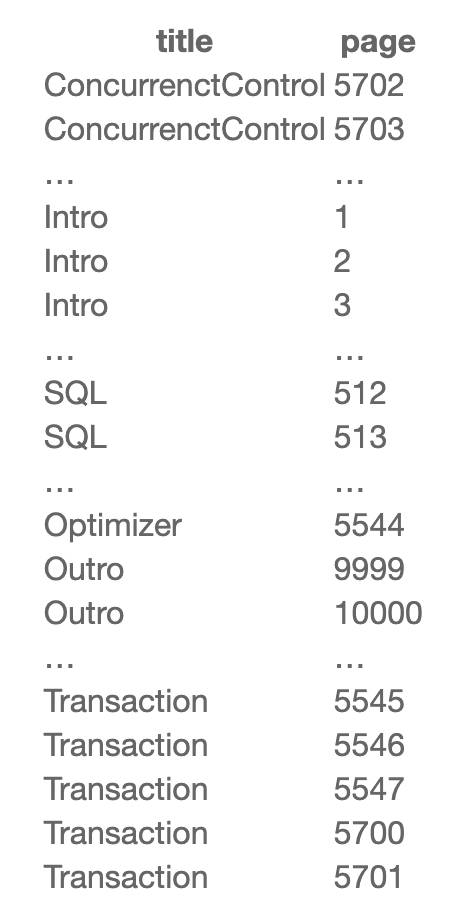 title page
ConcurrenctControl 5702
ConcurrenctControl 5703
... ...
Intro 1
Intro 2
Intro 3
... ...
SQL 512
SQL 513
... ...
Optimizer 5544
Outro 9999
Outro 10000
... ...
Transaction 5545
Transaction 5546
Transaction 5547
Transaction 5700
Transaction 5701